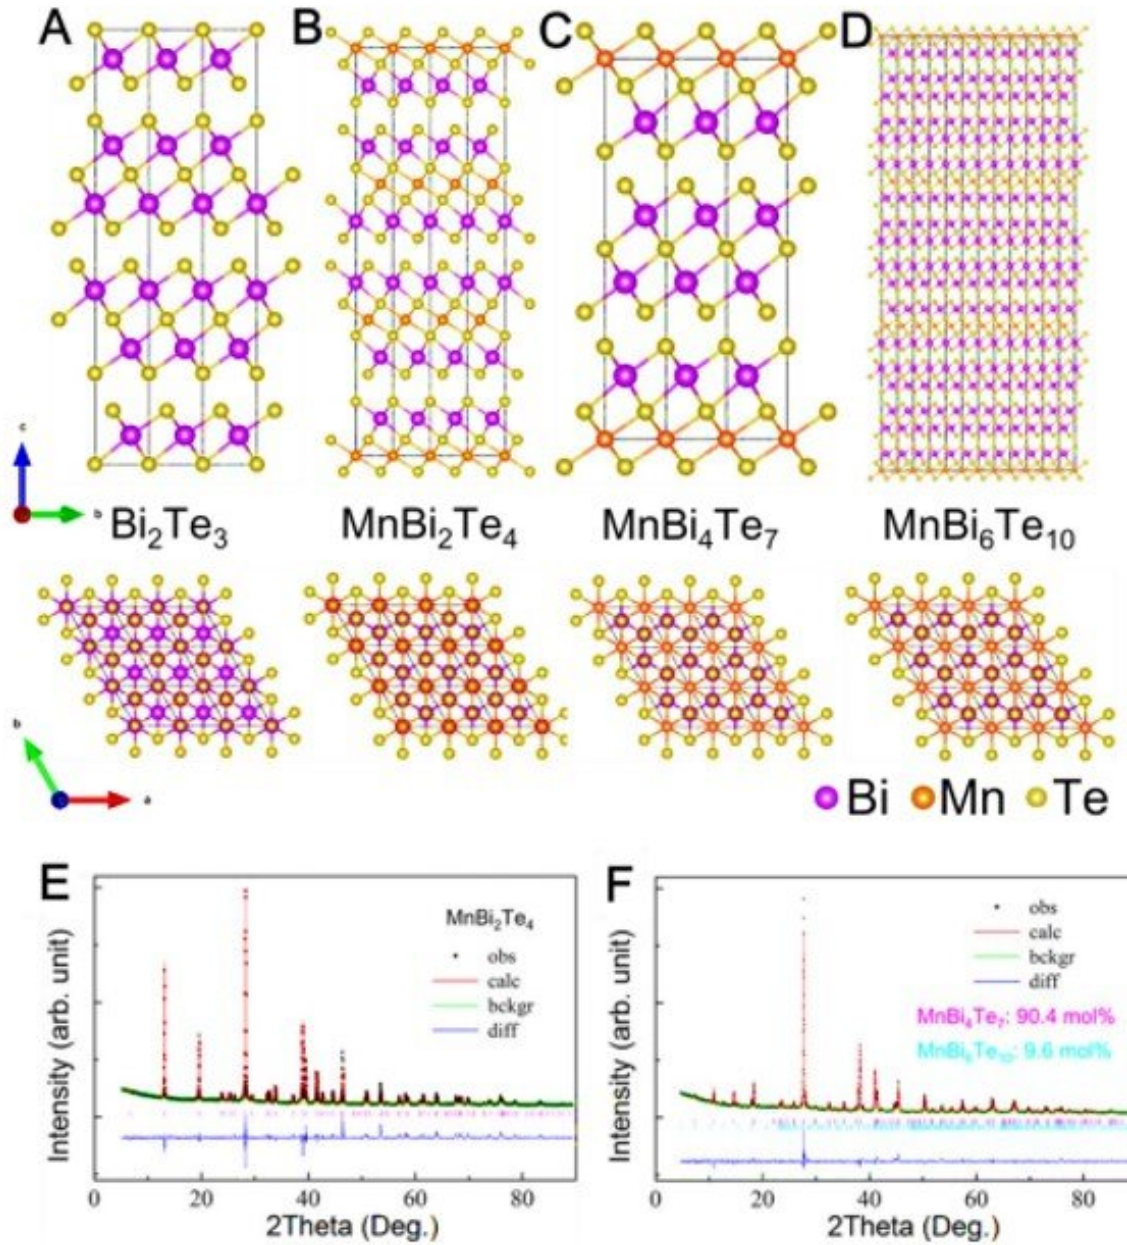 A B C D
c
b
Bi₂Te₃ MnBi₂Te₄ MnBi₄Te₇ MnBi₆Te₁₀
b
a
Bi Mn Te
E
MnBi₂Te₄
obs
calc
bckgr
diff
Intensity (arb. unit)
0 20 40 60 80
2Theta (Deg.)
F
obs
calc
bckgr
diff
MnBi₄Te₇: 90.4 mol%
MnBi₆Te₁₀: 9.6 mol%
Intensity (arb. unit)
0 20 40 60 80
2Theta (Deg.)